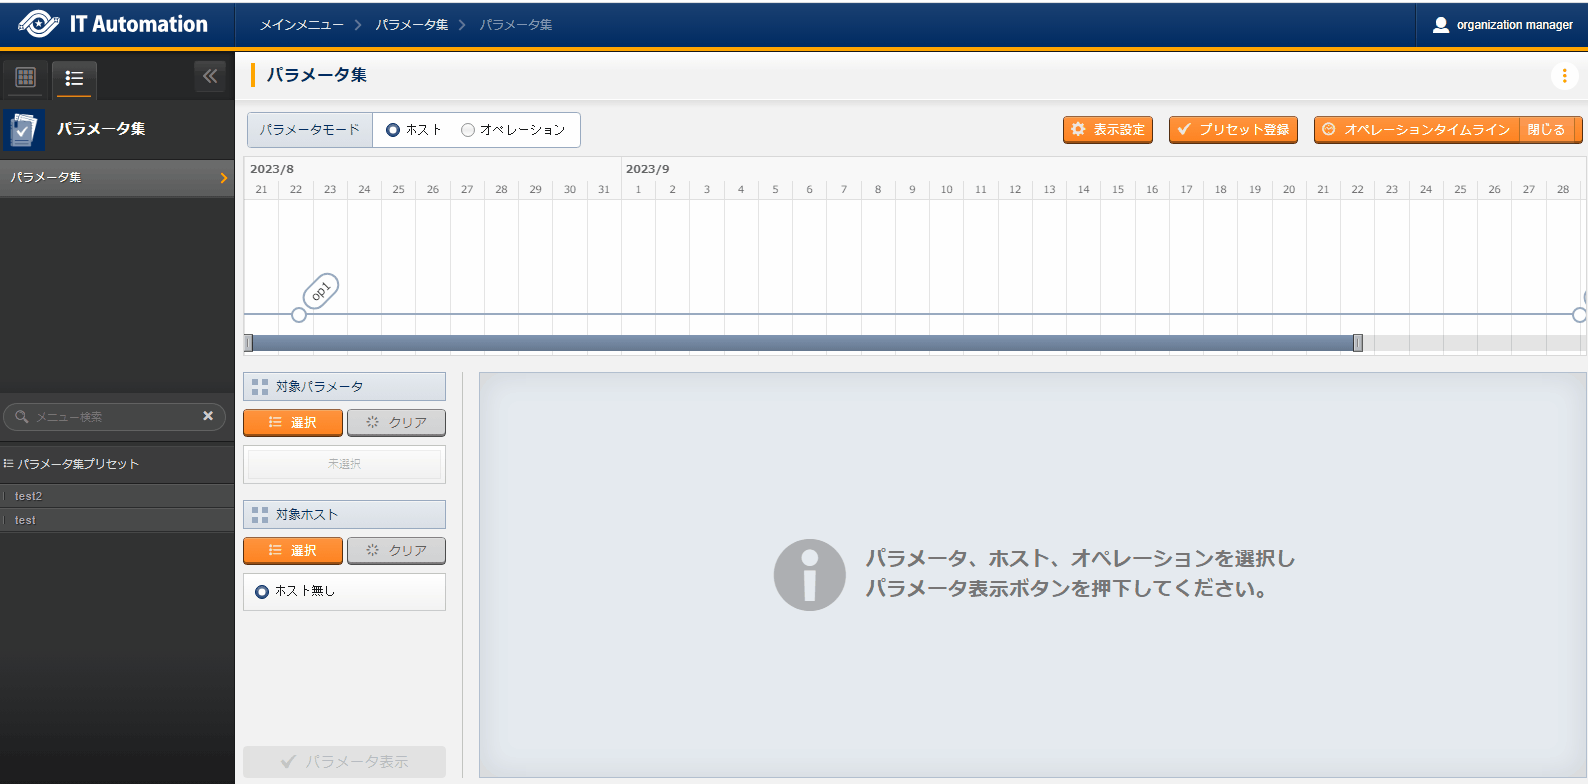 IT Automation
メインメニュー パラメータ集 パラメータ集
organization manager
パラメータ集
パラメータ集
パラメータ集
メニュー検索
パラメータ集プリセット
test2
test
パラメータモード ホスト オペレーション
表示設定 プリセット登録 オペレーションタイムライン 閉じる
2023/8 2023/9
21 22 23 24 25 26 27 28 29 30 31 1 2 3 4 5 6 7 8 9 10 11 12 13 14 15 16 17 18 19 20 21 22 23 24 25 26 27 28
op1
対象パラメータ
選択 クリア
未選択
対象ホスト
選択 クリア
ホスト無し
パラメータ表示
パラメータ、ホスト、オペレーションを選択し
パラメータ表示ボタンを押下してください。